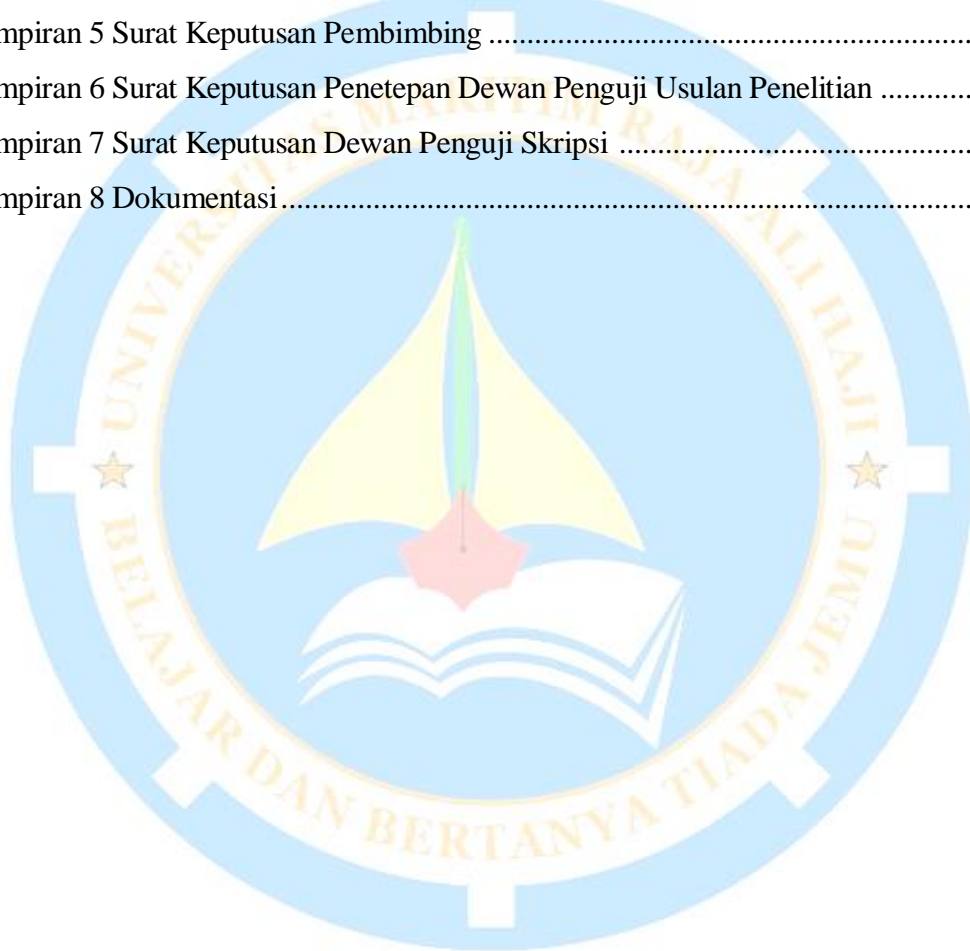 mpiran 5 Surat Keputusan Pembimbing ..........................................................................
mpiran 6 Surat Keputusan Penetepan Dewan Penguji Usulan Penelitian ..............
mpiran 7 Surat Keputusan Dewan Penguji Skripsi .....................................................
mpiran 8 Dokumentasi .....................................................................................................
UNIVERSITAS MARITIM RAJA ALI HAJI
BELAJAR DAN BERTANYA TIADA JEMU